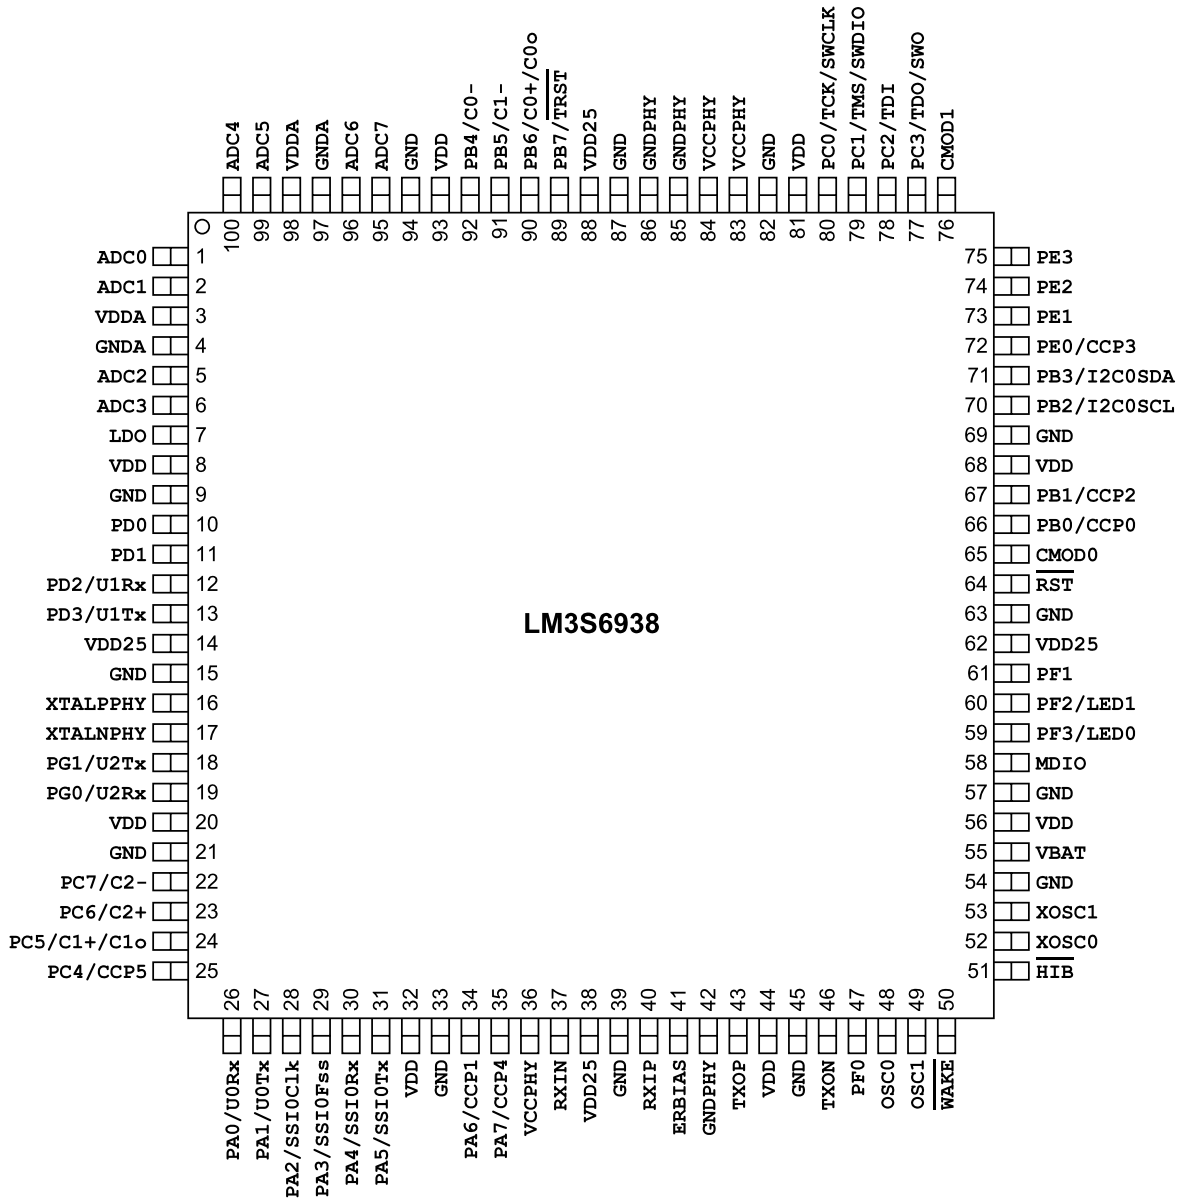 ADC4
ADC5
VDDA
GNDA
ADC6
ADC7
GND
VDD
PB4/C0-
PB5/C1-
PB6/C0+/C0o
PB7/TRST
VDD25
GND
GNDPHY
GNDPHY
VCCPHY
VCCPHY
GND
VDD
PC0/TCK/SWCLK
PC1/TMS/SWDIO
PC2/TDI
PC3/TDO/SWO
CMOD1
100
99
98
97
96
95
94
93
92
91
90
89
88
87
86
85
84
83
82
81
80
79
78
77
76
ADC0 1
ADC1 2
VDDA 3
GNDA 4
ADC2 5
ADC3 6
LDO 7
VDD 8
GND 9
PD0 10
PD1 11
PD2/U1Rx 12
PD3/U1Tx 13
VDD25 14
GND 15
XTALPPHY 16
XTALNPHY 17
PG1/U2Tx 18
PG0/U2Rx 19
VDD 20
GND 21
PC7/C2- 22
PC6/C2+ 23
PC5/C1+/C1o 24
PC4/CCP5 25
LM3S6938
75 PE3
74 PE2
73 PE1
72 PE0/CCP3
71 PB3/I2C0SDA
70 PB2/I2C0SCL
69 GND
68 VDD
67 PB1/CCP2
66 PB0/CCP0
65 CMOD0
64 RST
63 GND
62 VDD25
61 PF1
60 PF2/LED1
59 PF3/LED0
58 MDIO
57 GND
56 VDD
55 VBAT
54 GND
53 XOSC1
52 XOSC0
51 HIB
26
27
28
29
30
31
32
33
34
35
36
37
38
39
40
41
42
43
44
45
46
47
48
49
50
PA0/U0Rx
PA1/U0Tx
PA2/SSI0Clk
PA3/SSI0Fss
PA4/SSI0Rx
PA5/SSI0Tx
VDD
GND
PA6/CCP1
PA7/CCP4
VCCPHY
RXIN
VDD25
GND
RXIP
ERBIAS
GNDPHY
TXOP
VDD
GND
TXON
PF0
OSC0
OSC1
WAKE